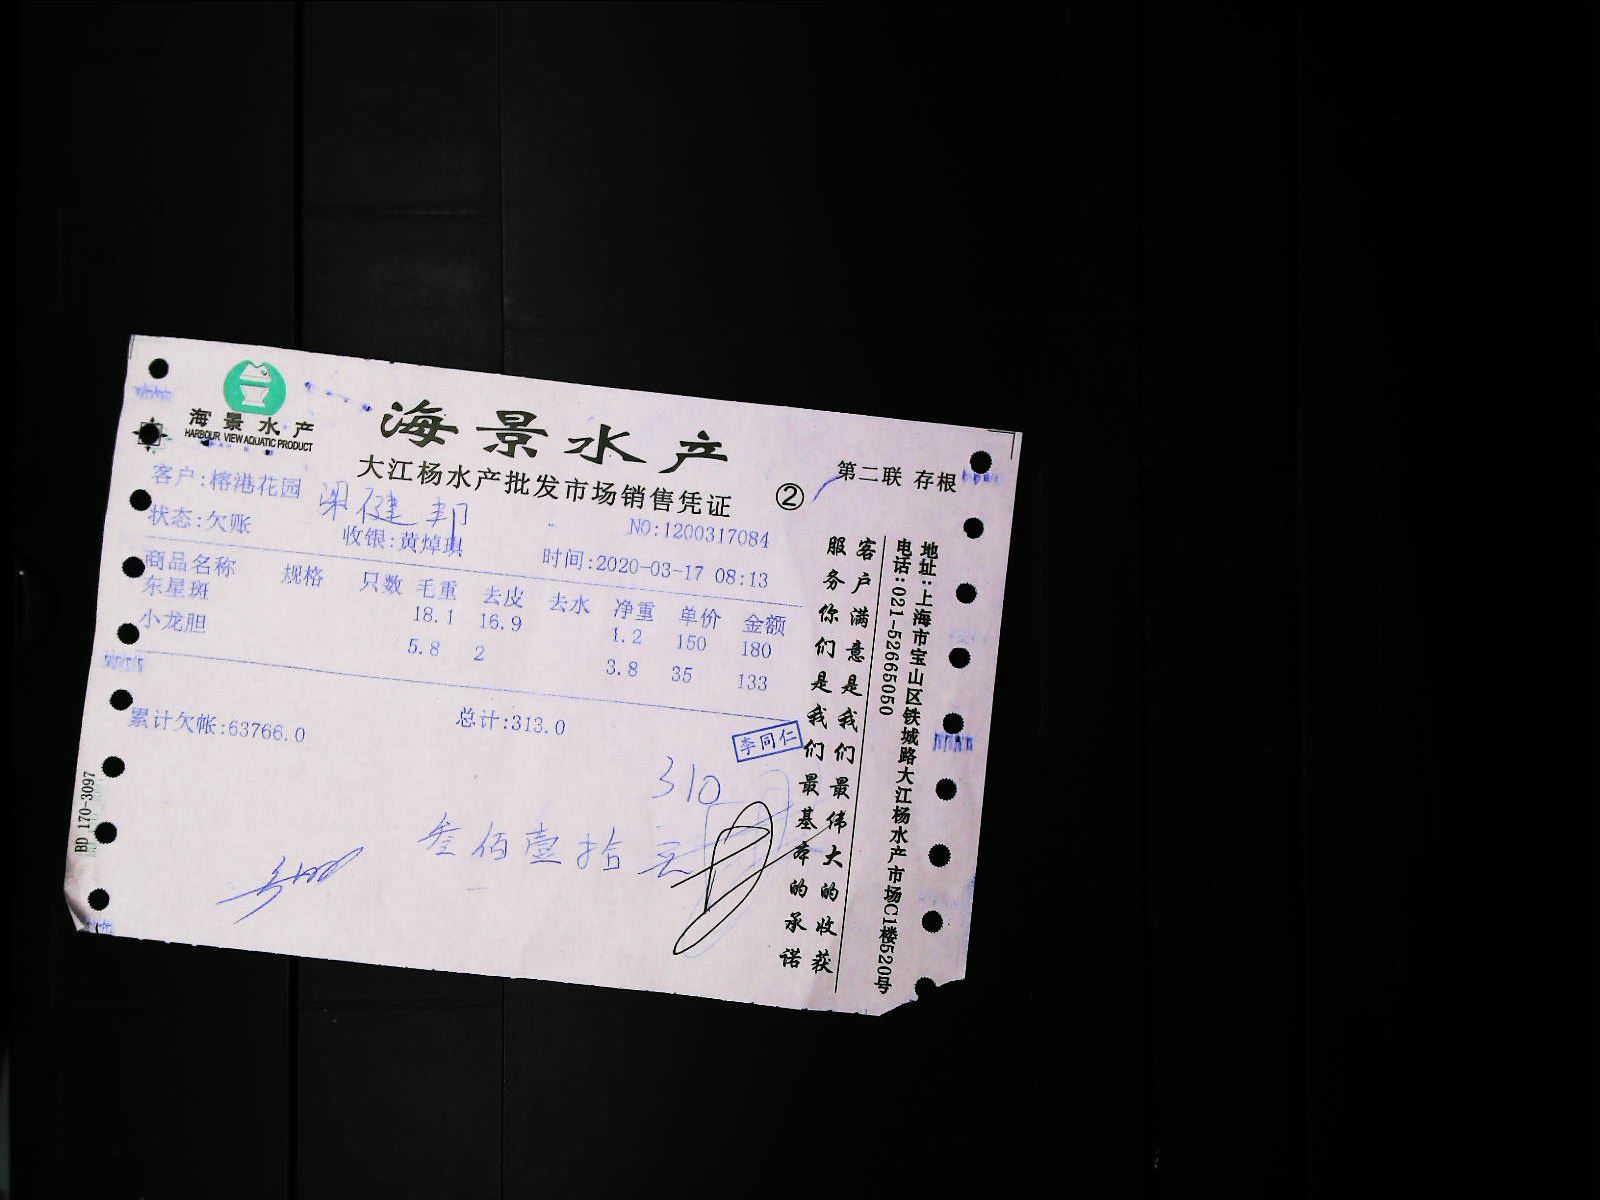 海景水产
HARBOUR VIEW AQUATIC PRODUCT
海景水产
大江杨水产批发市场销售凭证
② 第二联 存根
客户:榕港花园 梁健邦
NO:1200317084
状态:欠账 收银:黄焯琪 时间:2020-03-17 08:13
商品名称 规格 只数 毛重 去皮 去水 净重 单价 金额
东星斑 18.1 16.9 1.2 150 180
小龙胆 5.8 2 3.8 35 133
累计欠帐:63766.0 总计:313.0
李同仁
310
叁佰壹拾元
BD 170-3097
客户满意是我们最伟大的收获
服务你们是我们最基本的承诺
地址:上海市宝山区铁城路大江杨水产市场C1楼520号
电话:021-52665050